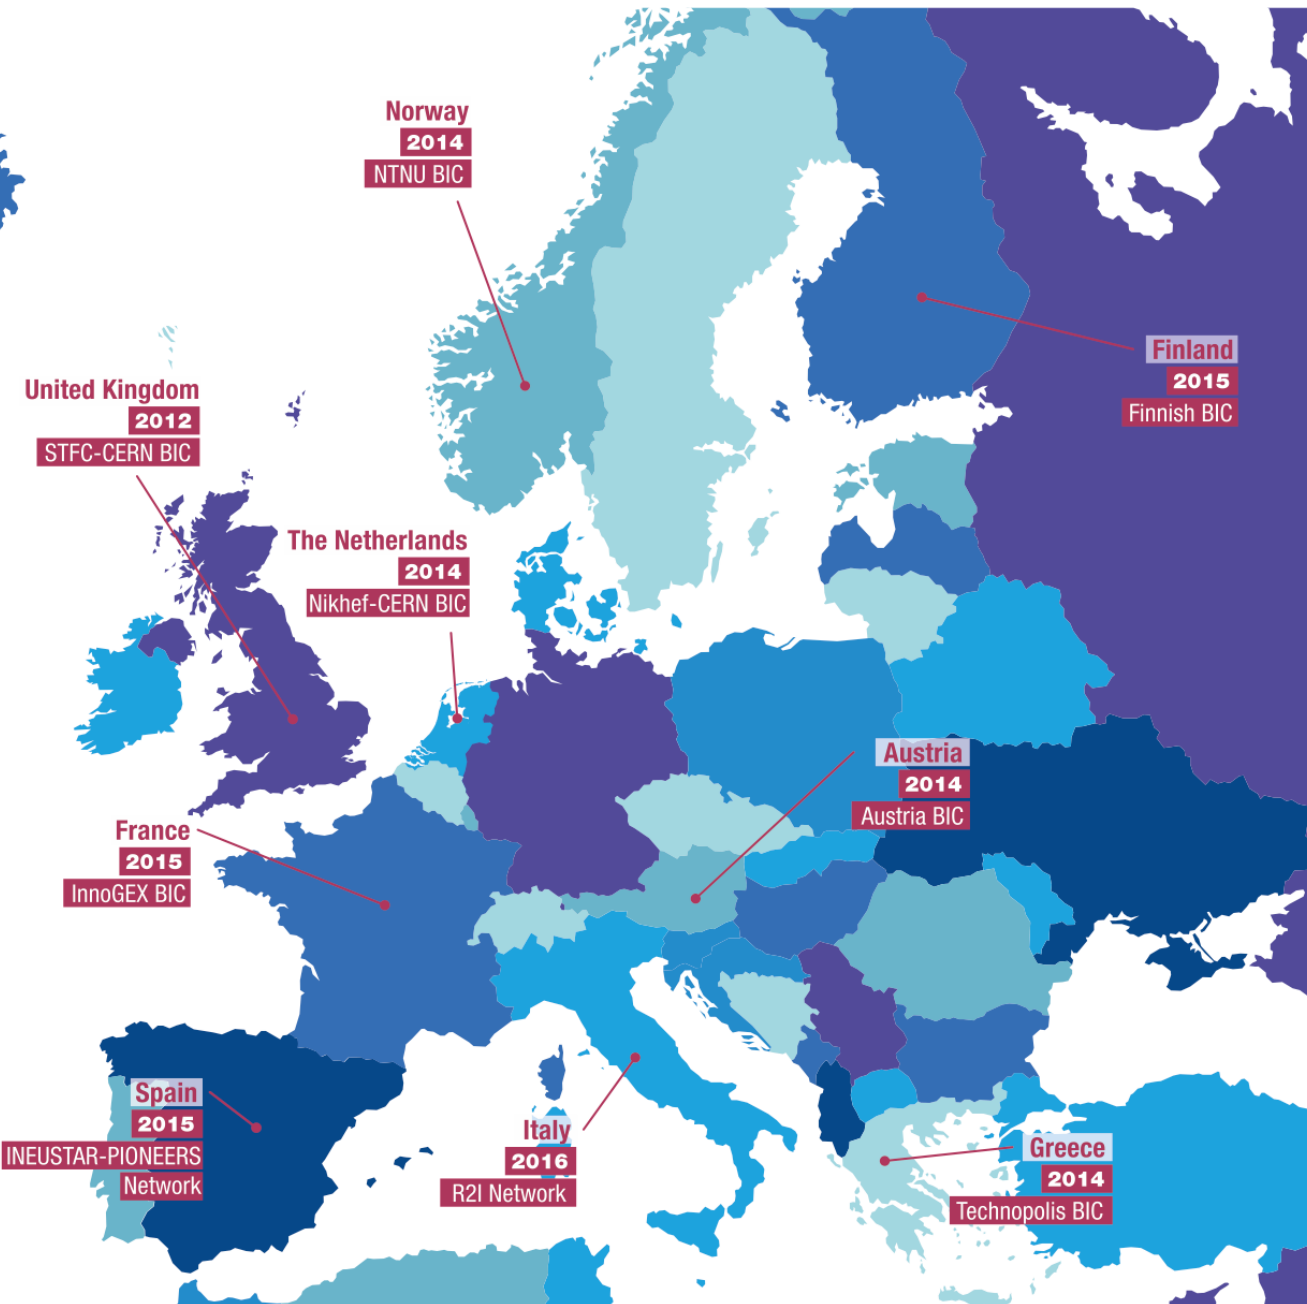 Norway
2014
NTNU BIC
Finland
2015
Finnish BIC
United Kingdom
2012
STFC-CERN BIC
The Netherlands
2014
Nikhef-CERN BIC
Austria
2014
Austria BIC
France
2015
InnoGEX BIC
Spain
2015
INEUSTAR-PIONEERS
Network
Italy
2016
R2I Network
Greece
2014
Technopolis BIC